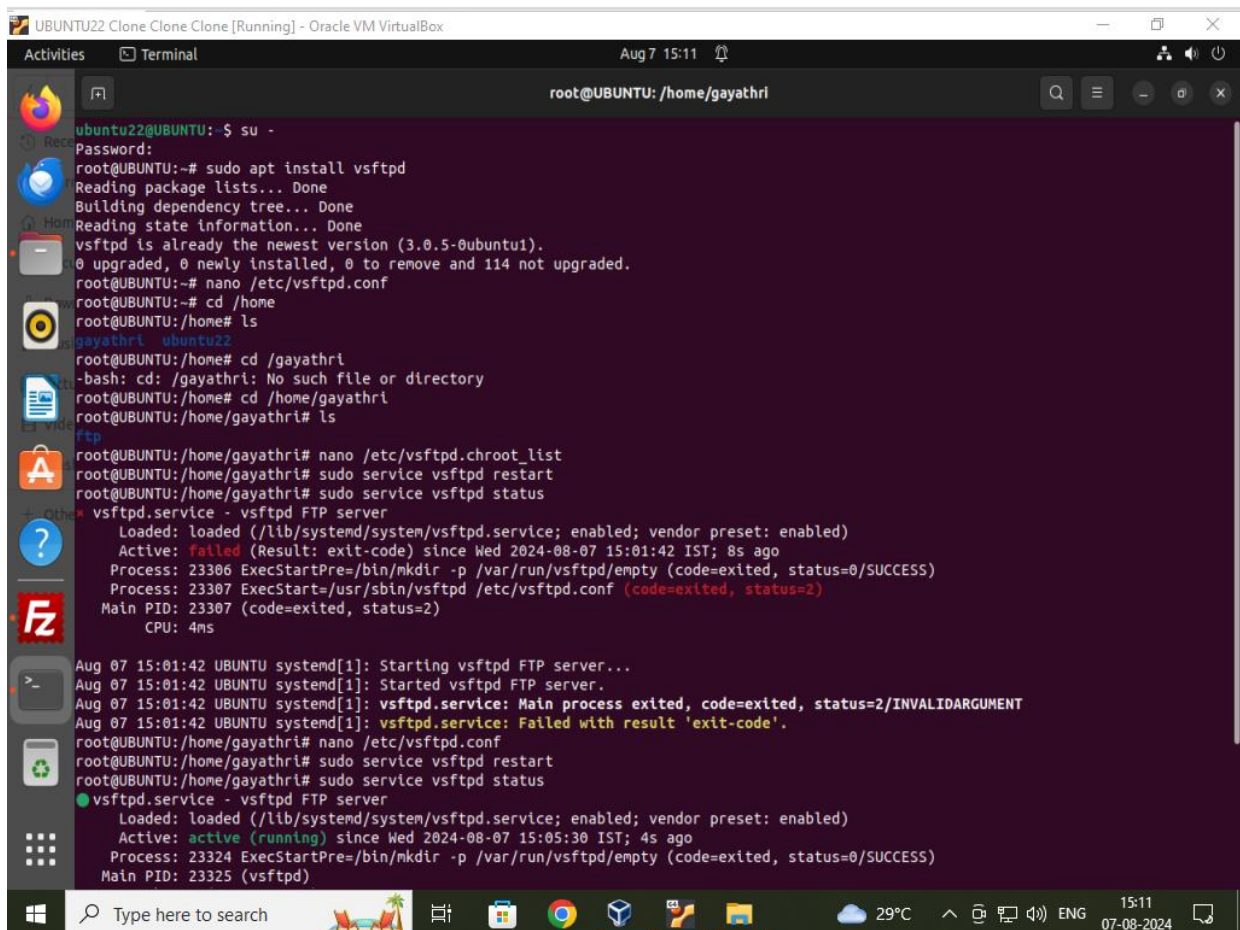 UBUNTU22 Clone Clone Clone [Running] - Oracle VM VirtualBox
Activities Terminal Aug 7 15:11
root@UBUNTU: /home/gayathri
ubuntu22@UBUNTU:~$ su -
Password:
root@UBUNTU:~# sudo apt install vsftpd
Reading package lists... Done
Building dependency tree... Done
Reading state information... Done
vsftpd is already the newest version (3.0.5-0ubuntu1).
0 upgraded, 0 newly installed, 0 to remove and 114 not upgraded.
root@UBUNTU:~# nano /etc/vsftpd.conf
root@UBUNTU:~# cd /home
root@UBUNTU:/home# ls
gayathri ubuntu22
root@UBUNTU:/home# cd /gayathri
-bash: cd: /gayathri: No such file or directory
root@UBUNTU:/home# cd /home/gayathri
root@UBUNTU:/home/gayathri# ls
ftp
root@UBUNTU:/home/gayathri# nano /etc/vsftpd.chroot_list
root@UBUNTU:/home/gayathri# sudo service vsftpd restart
root@UBUNTU:/home/gayathri# sudo service vsftpd status
× vsftpd.service - vsftpd FTP server
Loaded: loaded (/lib/systemd/system/vsftpd.service; enabled; vendor preset: enabled)
Active: failed (Result: exit-code) since Wed 2024-08-07 15:01:42 IST; 8s ago
Process: 23306 ExecStartPre=/bin/mkdir -p /var/run/vsftpd/empty (code=exited, status=0/SUCCESS)
Process: 23307 ExecStart=/usr/sbin/vsftpd /etc/vsftpd.conf (code=exited, status=2)
Main PID: 23307 (code=exited, status=2)
CPU: 4ms
Aug 07 15:01:42 UBUNTU systemd[1]: Starting vsftpd FTP server...
Aug 07 15:01:42 UBUNTU systemd[1]: Started vsftpd FTP server.
Aug 07 15:01:42 UBUNTU systemd[1]: vsftpd.service: Main process exited, code=exited, status=2/INVALIDARGUMENT
Aug 07 15:01:42 UBUNTU systemd[1]: vsftpd.service: Failed with result 'exit-code'.
root@UBUNTU:/home/gayathri# nano /etc/vsftpd.conf
root@UBUNTU:/home/gayathri# sudo service vsftpd restart
root@UBUNTU:/home/gayathri# sudo service vsftpd status
● vsftpd.service - vsftpd FTP server
Loaded: loaded (/lib/systemd/system/vsftpd.service; enabled; vendor preset: enabled)
Active: active (running) since Wed 2024-08-07 15:05:30 IST; 4s ago
Process: 23324 ExecStartPre=/bin/mkdir -p /var/run/vsftpd/empty (code=exited, status=0/SUCCESS)
Main PID: 23325 (vsftpd)
Type here to search 29°C ENG 15:11
07-08-2024